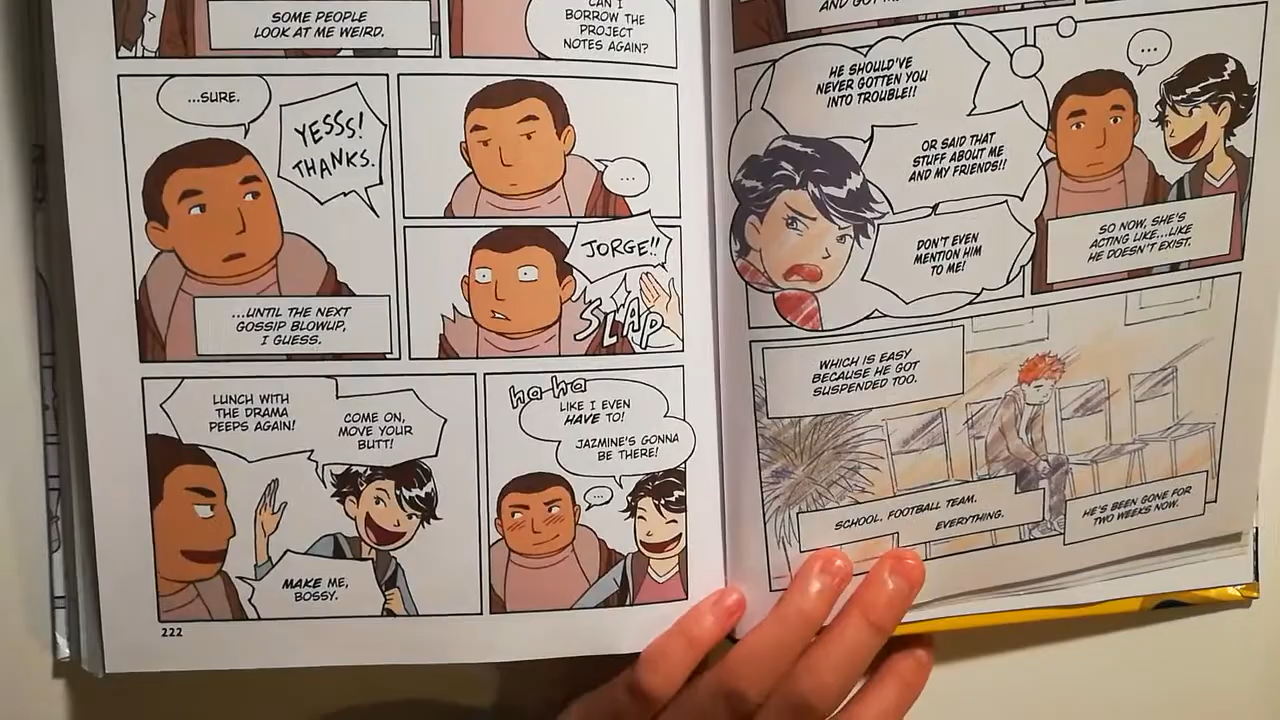 SOME PEOPLE
LOOK AT ME WEIRD.
CAN I
BORROW THE
PROJECT
NOTES AGAIN?
...SURE.
YESSS!
THANKS.
...UNTIL THE NEXT
GOSSIP BLOWUP,
I GUESS.
...
JORGE!!
SLAP
LUNCH WITH
THE DRAMA
PEEPS AGAIN!
COME ON,
MOVE YOUR
BUTT!
MAKE ME,
BOSSY.
ha-ha
LIKE I EVEN
HAVE TO!
JAZMINE'S GONNA
BE THERE!
...
222
HE SHOULD'VE
NEVER GOTTEN YOU
INTO TROUBLE!!
OR SAID THAT
STUFF ABOUT ME
AND MY FRIENDS!!
DON'T EVEN
MENTION HIM
TO ME!
...
SO NOW, SHE'S
ACTING LIKE...LIKE
HE DOESN'T EXIST.
WHICH IS EASY
BECAUSE HE GOT
SUSPENDED TOO.
SCHOOL. FOOTBALL TEAM.
EVERYTHING.
HE'S BEEN GONE FOR
TWO WEEKS NOW.